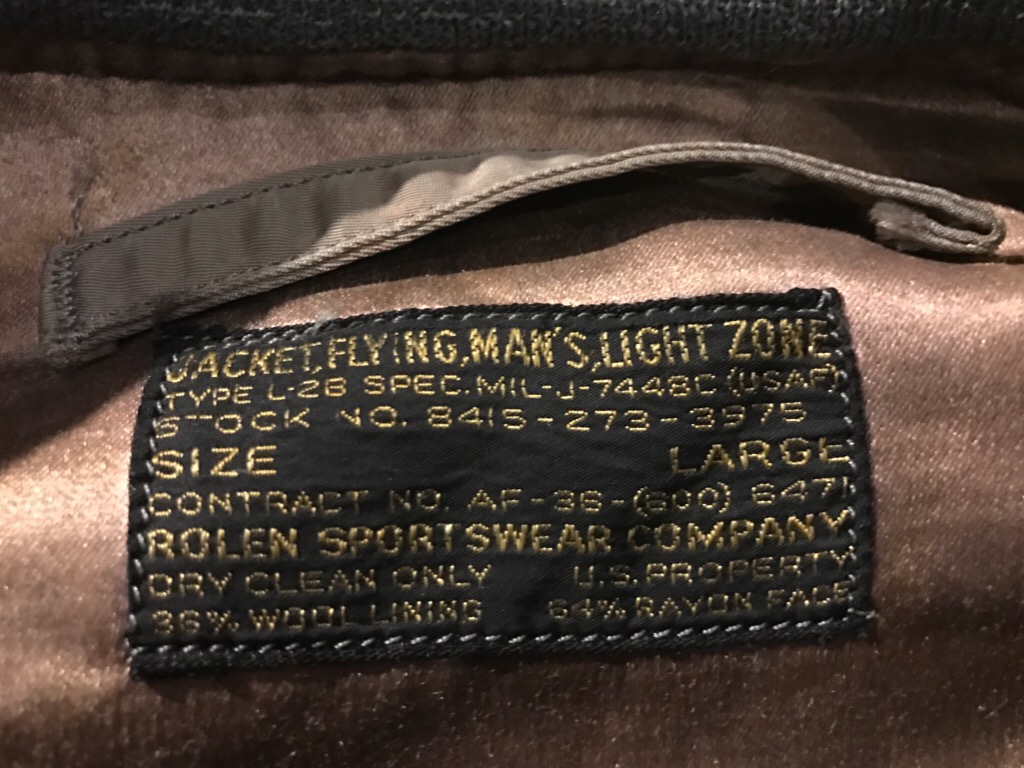 JACKET, FLYING, MAN'S, LIGHT ZONE
TYPE L-2B SPEC. MIL-J-7448C (USAF)
STOCK NO. 8415-273-3975
SIZE LARGE
CONTRACT NO. AF-36-(600) 6471
ROLEN SPORTSWEAR COMPANY
DRY CLEAN ONLY U.S. PROPERTY
36% WOOL LINING 64% RAYON FACE